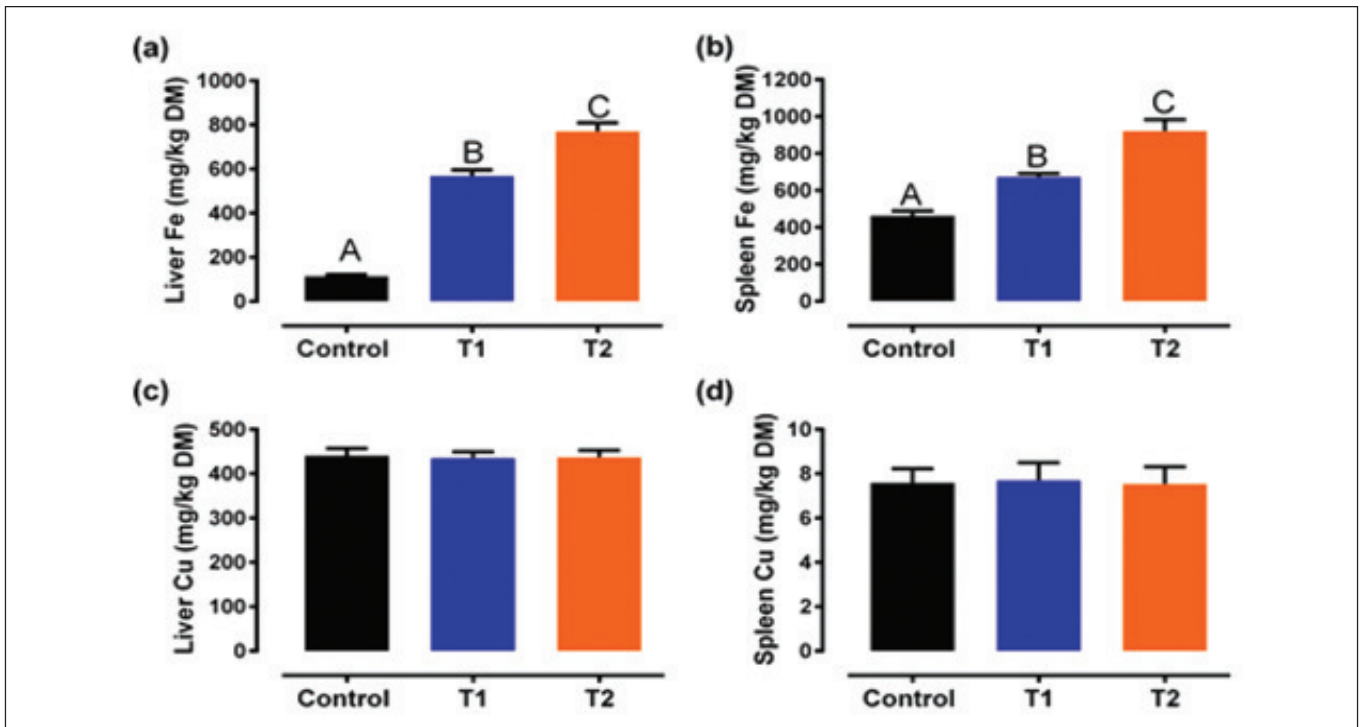 (a)
Liver Fe (mg/kg DM)
1000
800
600
400
200
0
A
B
C
Control T1 T2
(b)
Spleen Fe (mg/kg DM)
1200
1000
800
600
400
200
0
A
B
C
Control T1 T2
(c)
Liver Cu (mg/kg DM)
500
400
300
200
100
0
Control T1 T2
(d)
Spleen Cu (mg/kg DM)
10
8
6
4
2
0
Control T1 T2